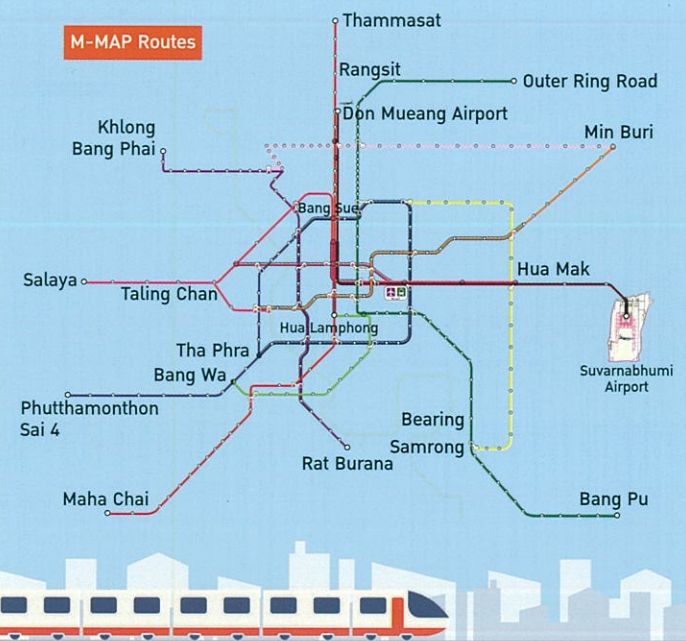 M-MAP Routes
Thammasat
Rangsit
Outer Ring Road
Don Mueang Airport
Khlong
Bang Phai
Min Buri
Bang Sue
Salaya
Taling Chan
Hua Mak
Hua Lamphong
Tha Phra
Bang Wa
Suvarnabhumi
Airport
Phutthamonthon
Sai 4
Bearing
Samrong
Rat Burana
Maha Chai
Bang Pu